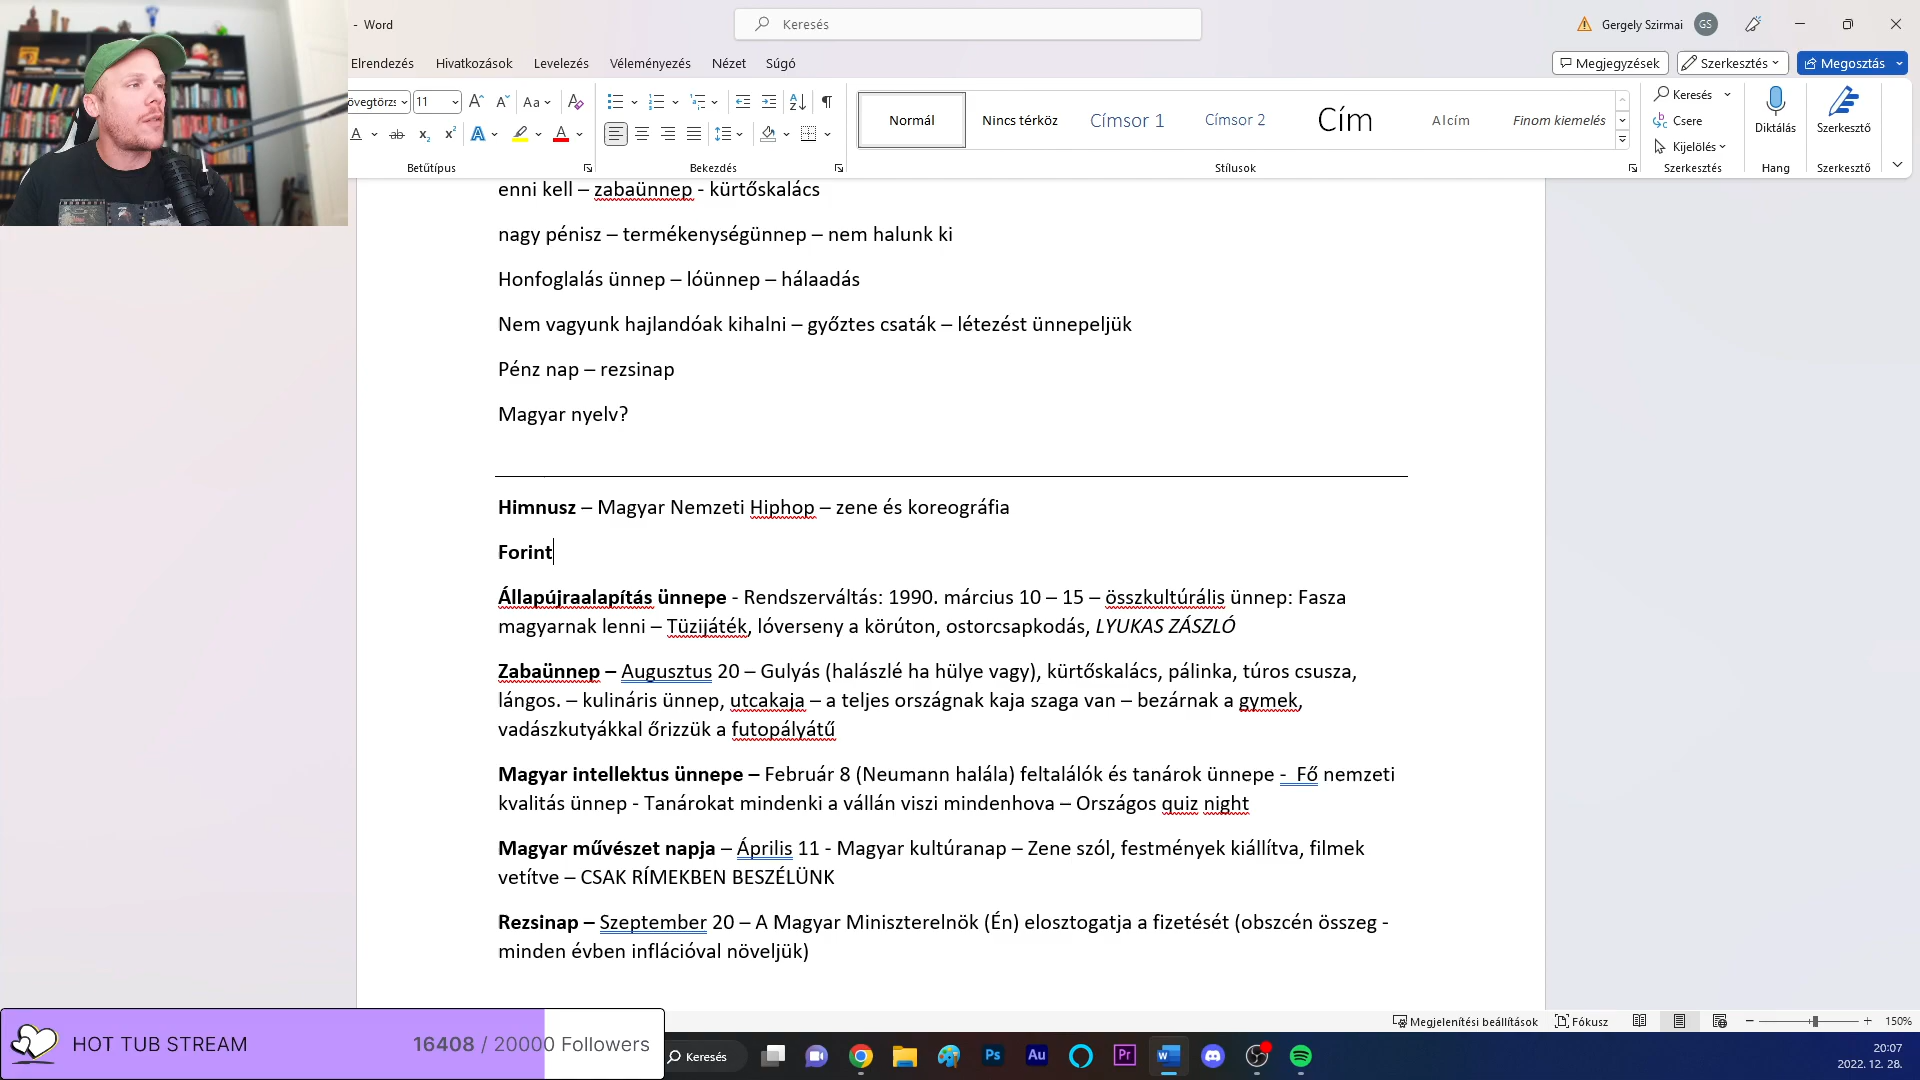 - Word
Keresés
Gergely Szirmai GS
Elrendezés Hivatkozások Levelezés Véleményezés Nézet Súgó
Megjegyzések Szerkesztés Megosztás
övegtörzs 11 Aa
Normál Nincs térköz Címsor 1 Címsor 2 Cím Alcím Finom kiemelés
Keresés
Csere
Kijelölés
Diktálás Szerkesztő
Betűtípus Bekezdés Stílusok Szerkesztés Hang Szerkesztő
enni kell – zabaünnep - kürtőskalács
nagy pénisz – termékenységünnep – nem halunk ki
Honfoglalás ünnep – lóünnep – hálaadás
Nem vagyunk hajlandóak kihalni – győztes csaták – létezést ünnepeljük
Pénz nap – rezsinap
Magyar nyelv?
Himnusz – Magyar Nemzeti Hiphop – zene és koreográfia
Forint
Állapújraalapítás ünnepe - Rendszerváltás: 1990. március 10 – 15 – összkultúrális ünnep: Fasza
magyarnak lenni – Tüzijáték, lóverseny a körúton, ostorcsapkodás, LYUKAS ZÁSZLÓ
Zabaünnep – Augusztus 20 – Gulyás (halászlé ha hülye vagy), kürtőskalács, pálinka, túros csusza,
lángos. – kulináris ünnep, utcakaja – a teljes országnak kaja szaga van – bezárnak a gymek,
vadászkutyákkal őrizzük a futopályátű
Magyar intellektus ünnepe – Február 8 (Neumann halála) feltalálók és tanárok ünnepe - Fő nemzeti
kvalitás ünnep - Tanárokat mindenki a vállán viszi mindenhova – Országos quiz night
Magyar művészet napja – Április 11 - Magyar kultúranap – Zene szól, festmények kiállítva, filmek
vetítve – CSAK RÍMEKBEN BESZÉLÜNK
Rezsinap – Szeptember 20 – A Magyar Miniszterelnök (Én) elosztogatja a fizetését (obszcén összeg -
minden évben inflációval növeljük)
HOT TUB STREAM 16408 / 20000 Followers
Megjelenítési beállítások Fókusz 150%
Keresés
Ps Au Pr W
20:07
2022. 12. 28.